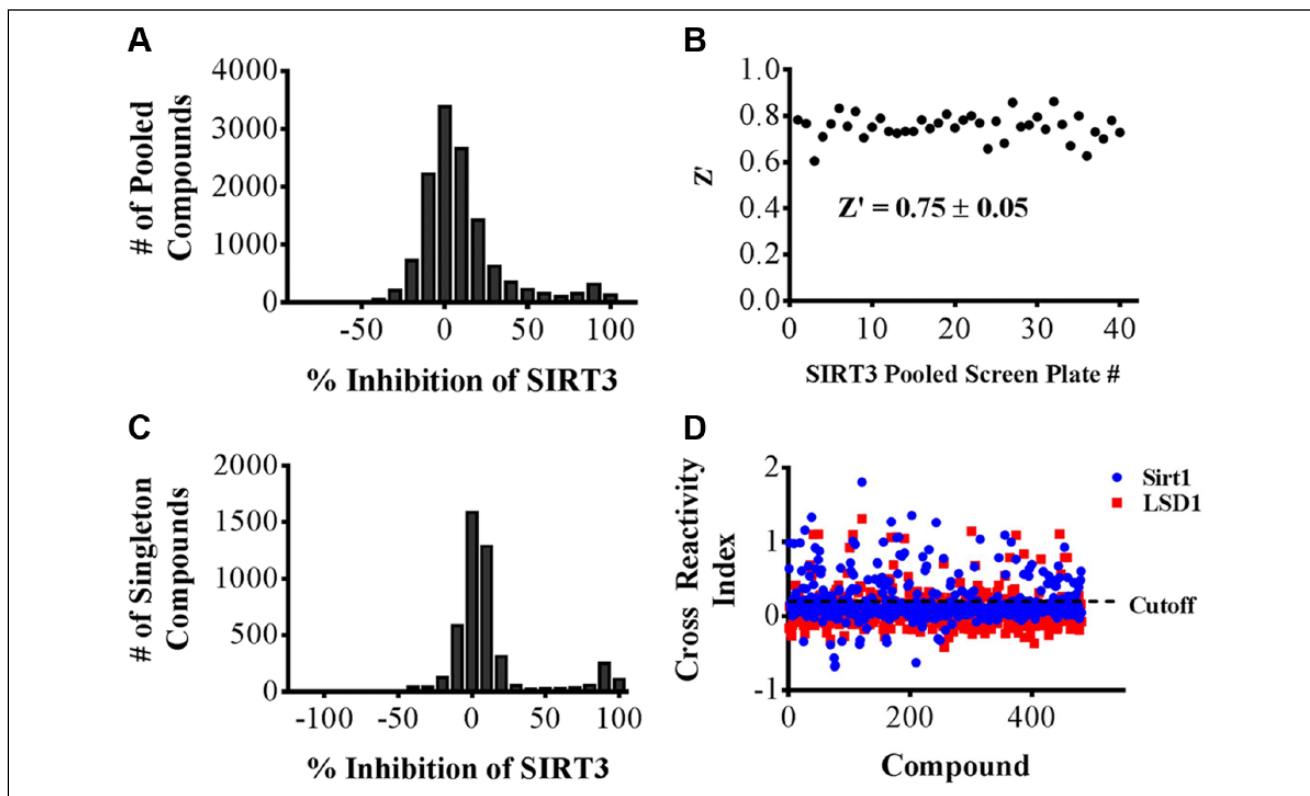 A
# of Pooled
Compounds
4000
3000
2000
1000
0
-50
0
50
100
% Inhibition of SIRT3
B
Z'
1.0
0.8
0.6
0.4
0.2
0.0
Z' = 0.75 ± 0.05
0
10
20
30
40
SIRT3 Pooled Screen Plate #
C
# of Singleton
Compounds
2000
1500
1000
500
0
-100
-50
0
50
100
% Inhibition of SIRT3
D
Cross Reactivity
Index
2
1
0
-1
Sirt1
LSD1
Cutoff
0
200
400
Compound